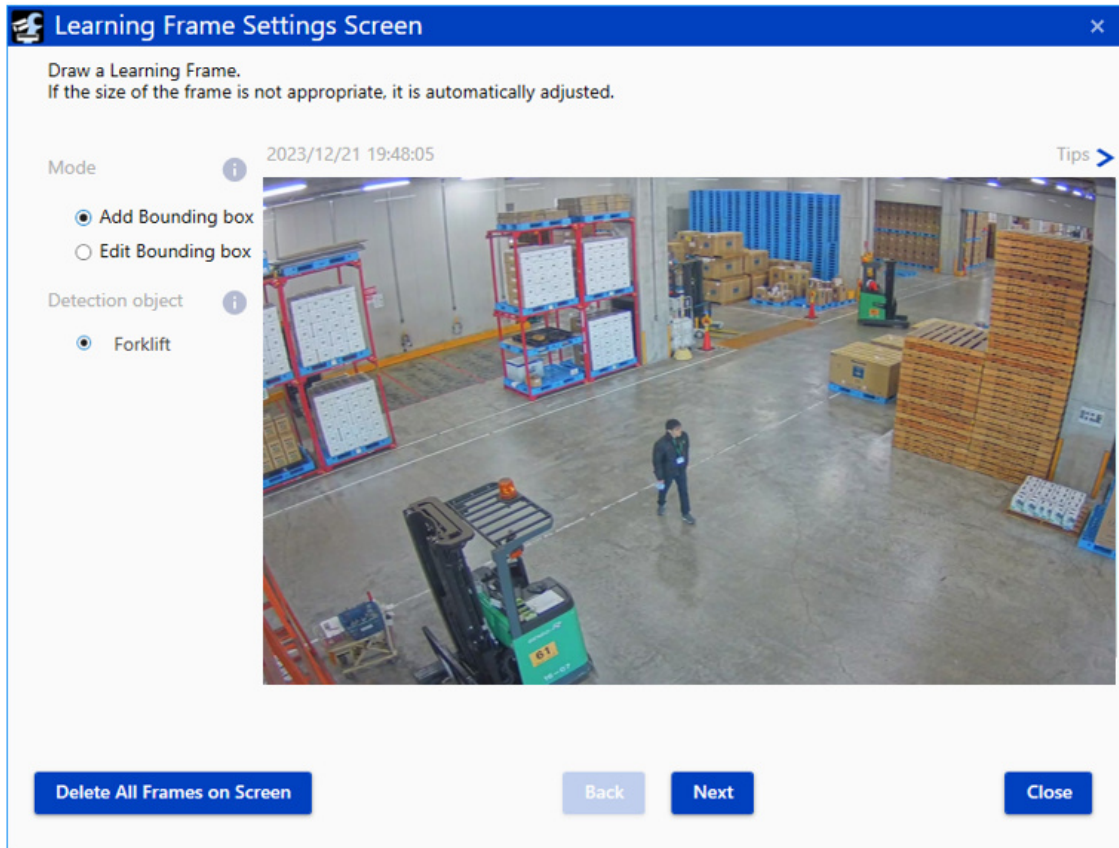 Learning Frame Settings Screen
Draw a Learning Frame.
If the size of the frame is not appropriate, it is automatically adjusted.
Mode
2023/12/21 19:48:05
Tips
Add Bounding box
Edit Bounding box
Detection object
Forklift
61
16-07
Delete All Frames on Screen
Back
Next
Close